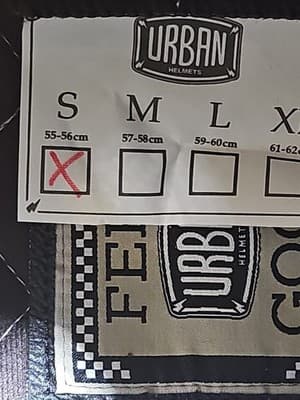 URBAN
HELMETS
S M L
55-56cm 57-58cm 59-60cm
X
URBAN
HELMETS